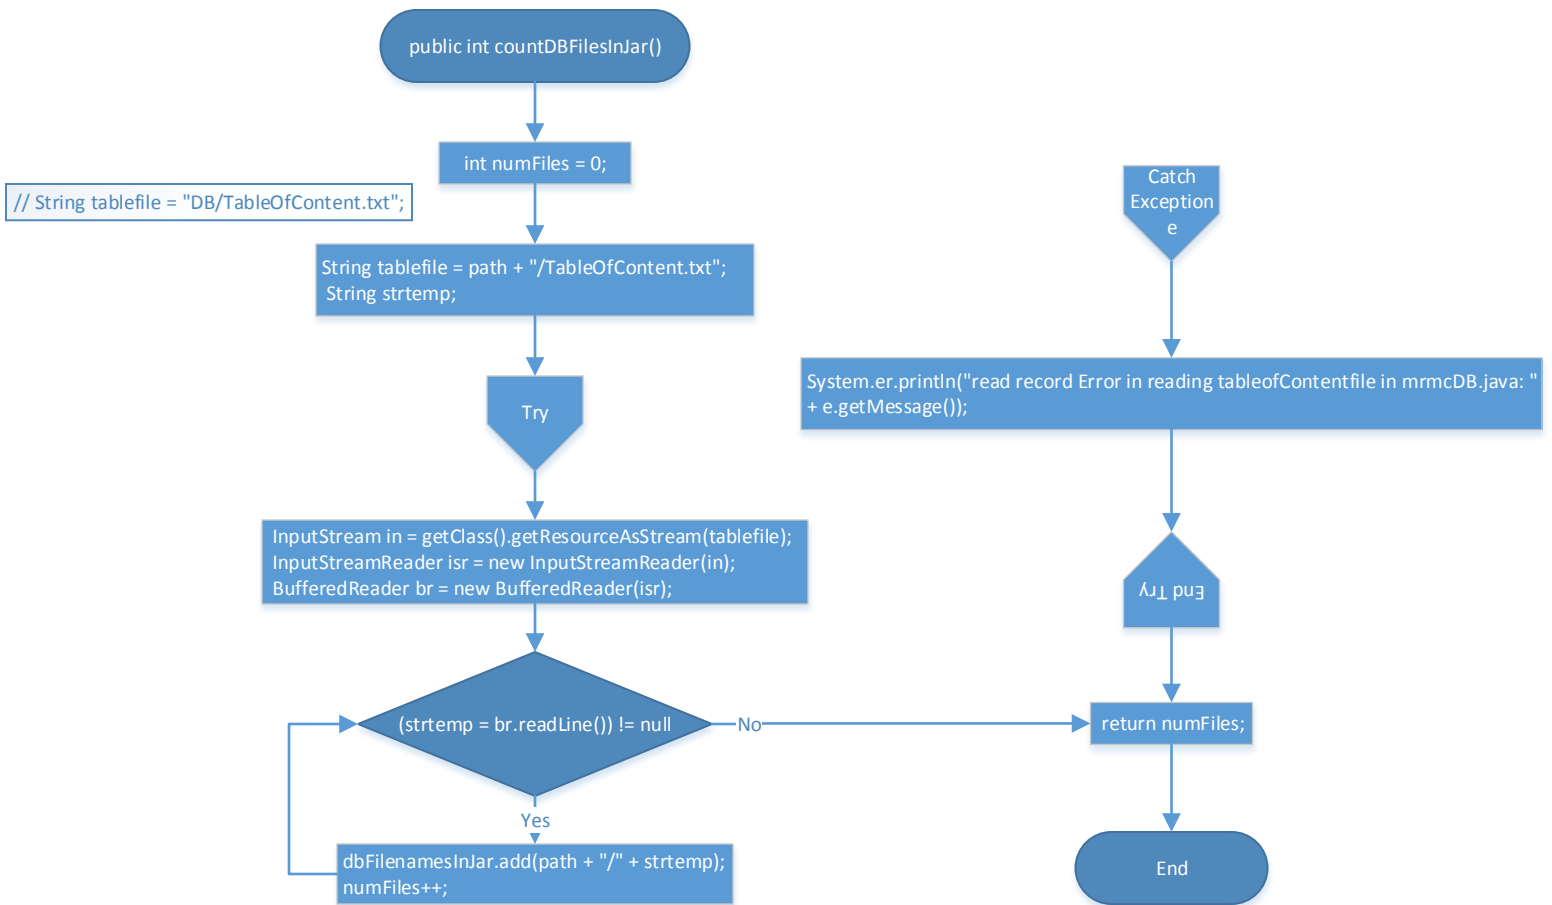 public int countDBFilesInJar()
int numFiles = 0;
// String tablefile = "DB/TableOfContent.txt";
String tablefile = path + "/TableOfContent.txt";
String strtemp;
Try
InputStream in = getClass().getResourceAsStream(tablefile);
InputStreamReader isr = new InputStreamReader(in);
BufferedReader br = new BufferedReader(isr);
(strtemp = br.readLine()) != null
No
Yes
dbFilenamesInJar.add(path + "/" + strtemp);
numFiles++;
Catch
Exception
e
System.er.println("read record Error in reading tableofContentfile in mrmcDB.java: "
+ e.getMessage());
End Try
return numFiles;
End